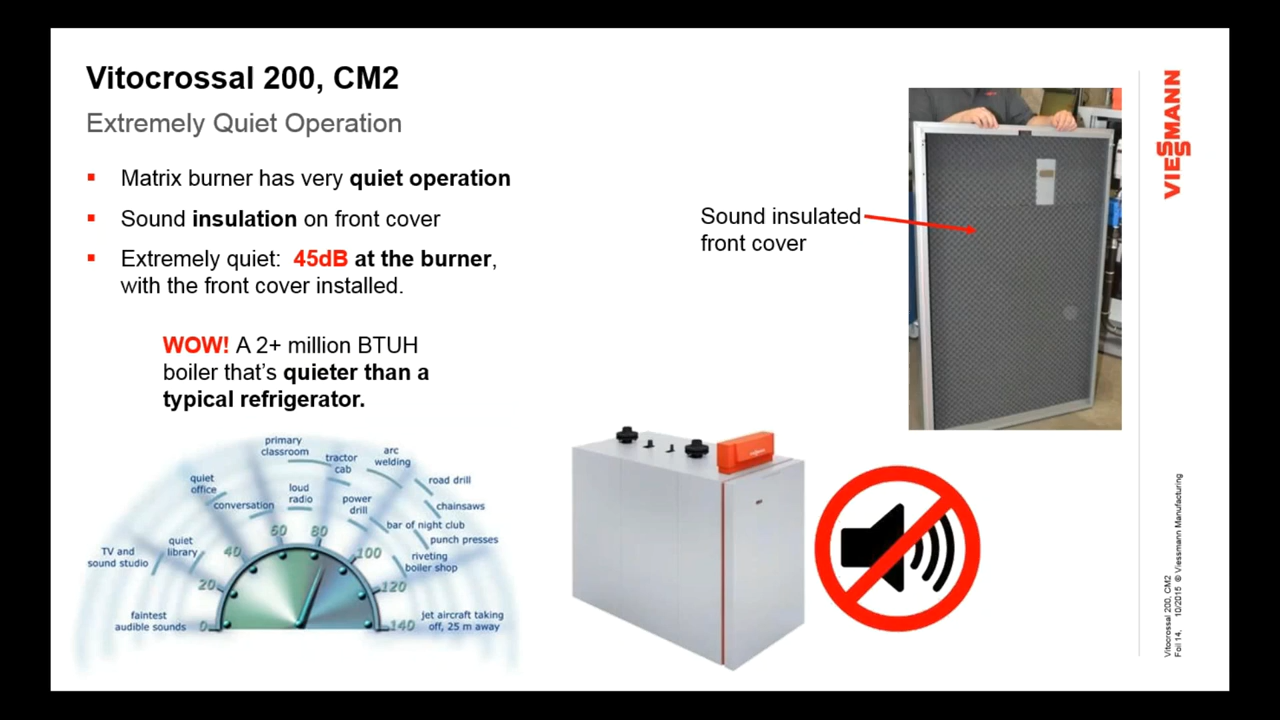 Vitocrossal 200, CM2
Extremely Quiet Operation
Matrix burner has very quiet operation
Sound insulation on front cover
Extremely quiet: 45dB at the burner,
with the front cover installed.
WOW! A 2+ million BTUH
boiler that's quieter than a
typical refrigerator.
Sound insulated
front cover
VIESSMANN
primary
classroom
tractor
cab
arc
welding
quiet
office
loud
radio
road drill
conversation
power
drill
chainsaws
bar of night club
punch presses
TV and
sound studio
quiet
library
riveting
boiler shop
faintest
audible sounds
jet aircraft taking
off, 25 m away
0
20
40
60
80
100
120
140
Vitocrossal 200, CM2
Foil 14, 10/2015 © Viessmann Manufacturing